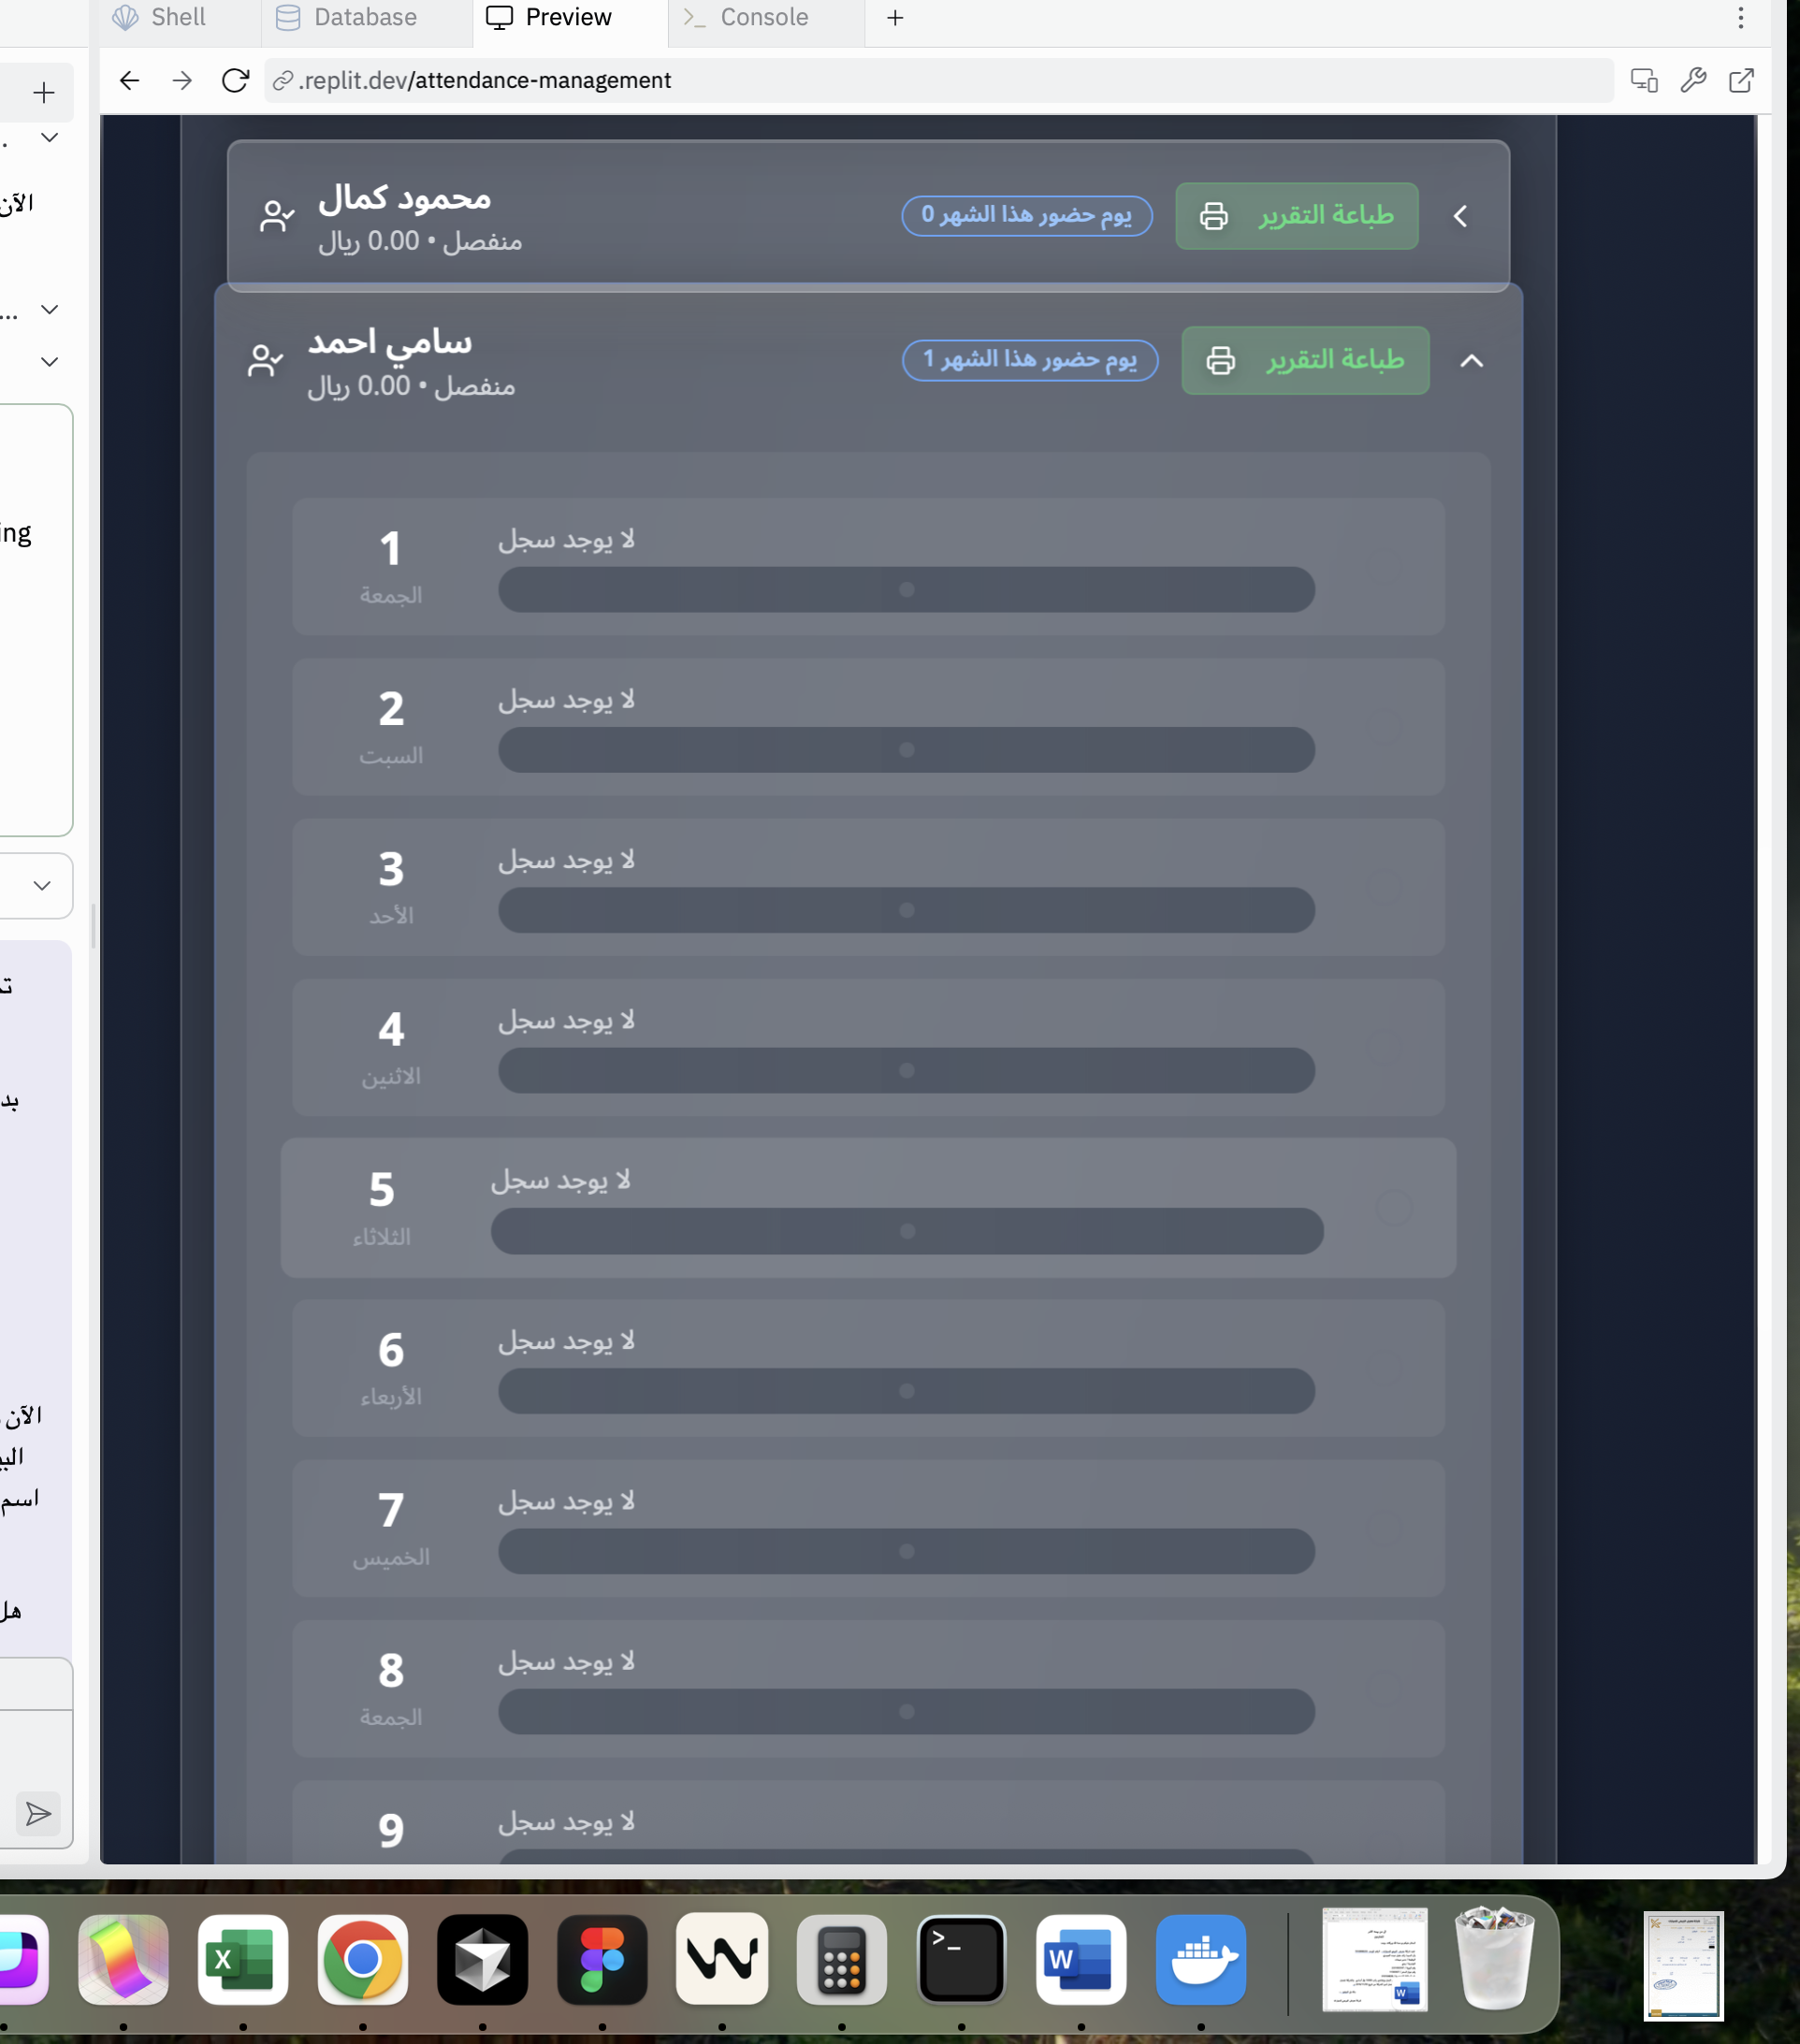 Shell
Database
Preview
Console
.replit.dev/attendance-management
الآن
...
ing
بد
الآن
اسم
هل
محمود كمال
منفصل • 0.00 ريال
يوم حضور هذا الشهر 0
طباعة التقرير
سامي احمد
منفصل • 0.00 ريال
يوم حضور هذا الشهر 1
طباعة التقرير
1
الجمعة
لا يوجد سجل
2
السبت
لا يوجد سجل
3
الأحد
لا يوجد سجل
4
الاثنين
لا يوجد سجل
5
الثلاثاء
لا يوجد سجل
6
الأربعاء
لا يوجد سجل
7
الخميس
لا يوجد سجل
8
الجمعة
لا يوجد سجل
9
لا يوجد سجل
X
W
W